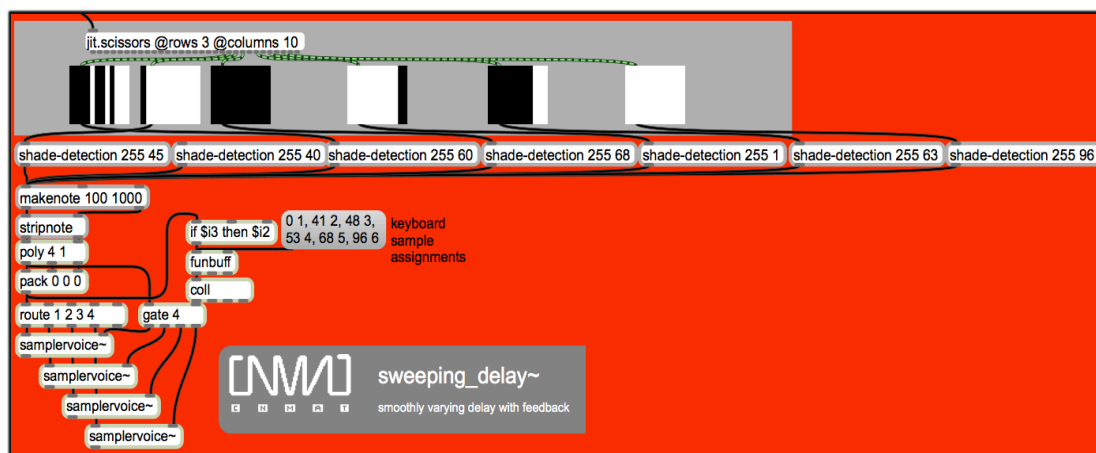 jit.scissors @rows 3 @columns 10
shade-detection 255 45
shade-detection 255 40
shade-detection 255 60
shade-detection 255 68
shade-detection 255 1
shade-detection 255 63
shade-detection 255 96
makenote 100 1000
stripnote
poly 4 1
pack 0 0 0
route 1 2 3 4
if $i3 then $i2
funbuff
coll
gate 4
0 1, 41 2, 48 3,
53 4, 68 5, 96 6
keyboard
sample
assignments
samplervoice~
samplervoice~
samplervoice~
samplervoice~
CNMAT
sweeping_delay~
smoothly varying delay with feedback